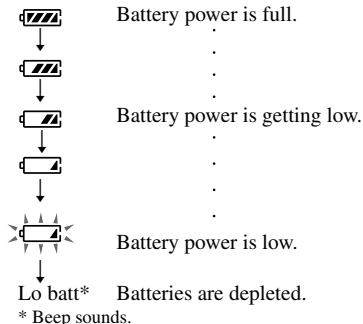 Battery power is full.
Battery power is getting low.
Battery power is low.
Lo batt* Batteries are depleted.
* Beep sounds.